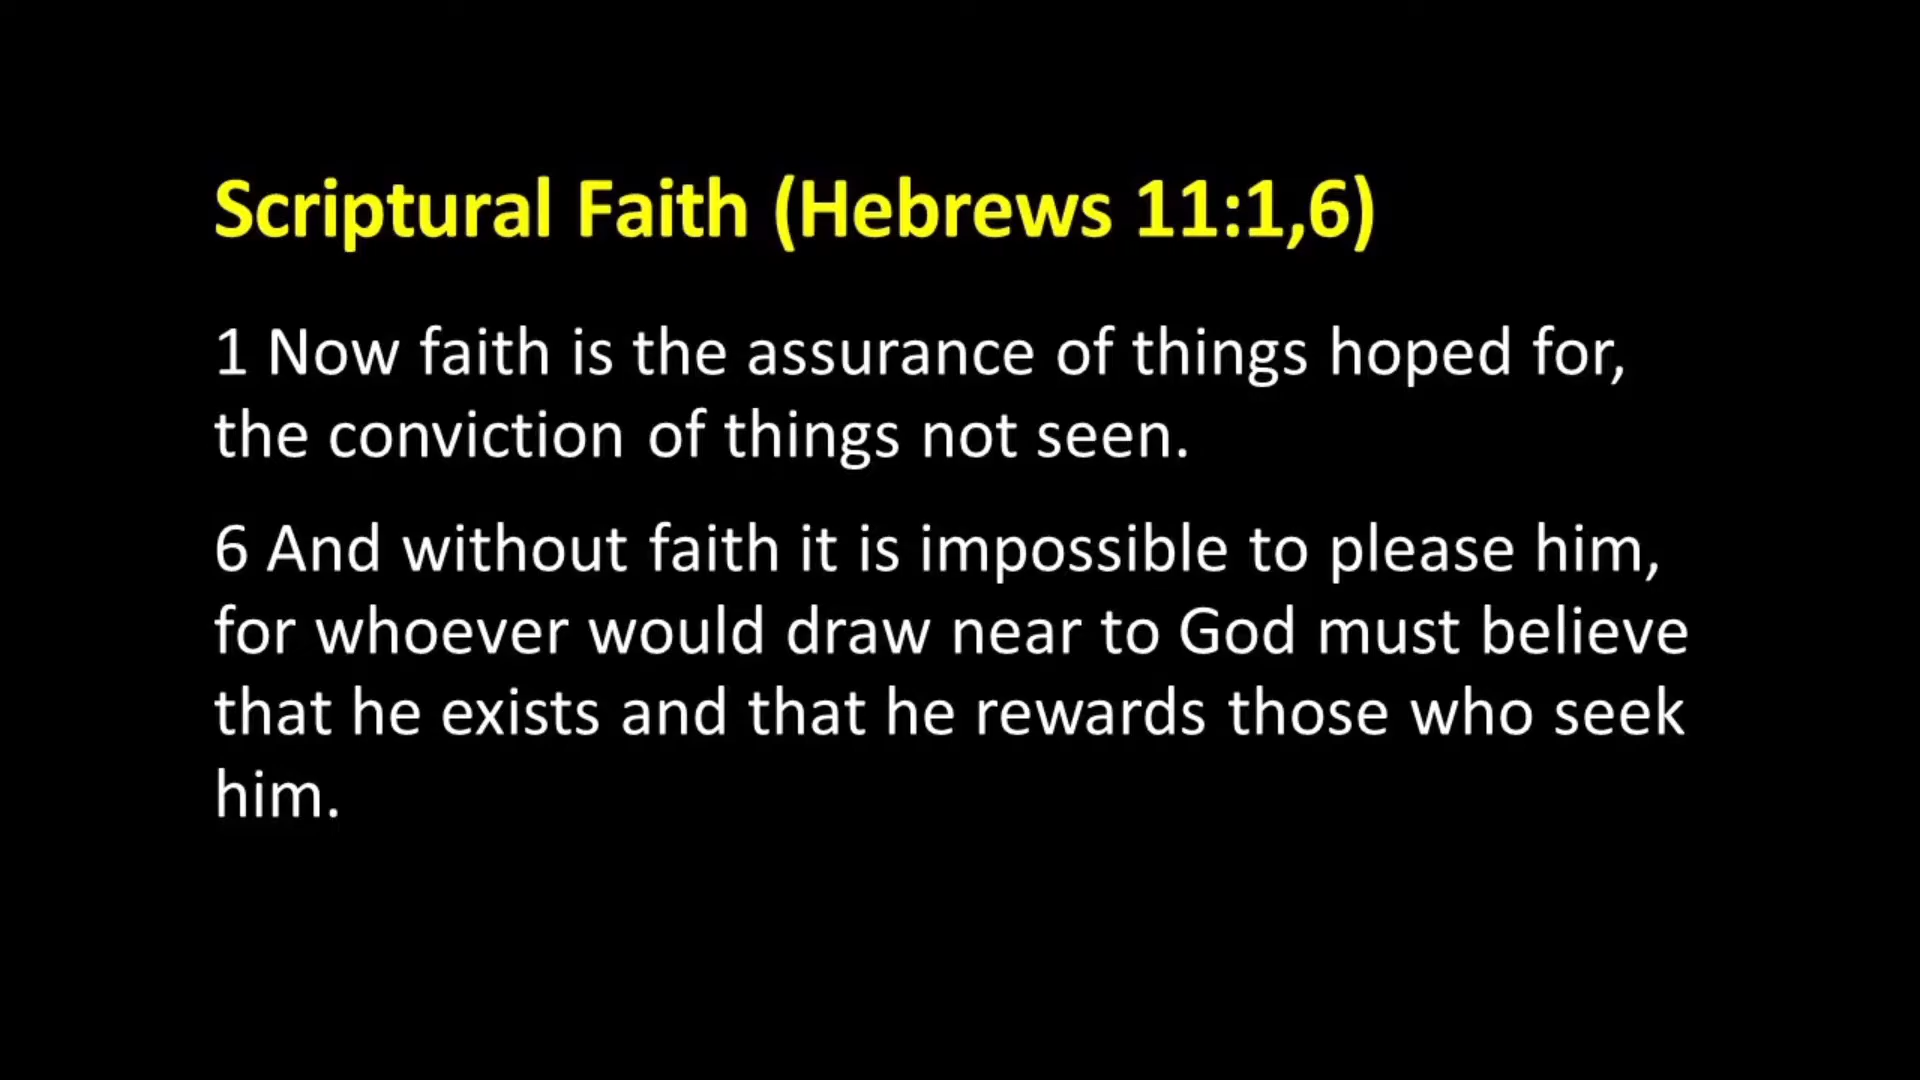 Scriptural Faith (Hebrews 11:1,6)
1 Now faith is the assurance of things hoped for,
the conviction of things not seen.
6 And without faith it is impossible to please him,
for whoever would draw near to God must believe
that he exists and that he rewards those who seek
him.